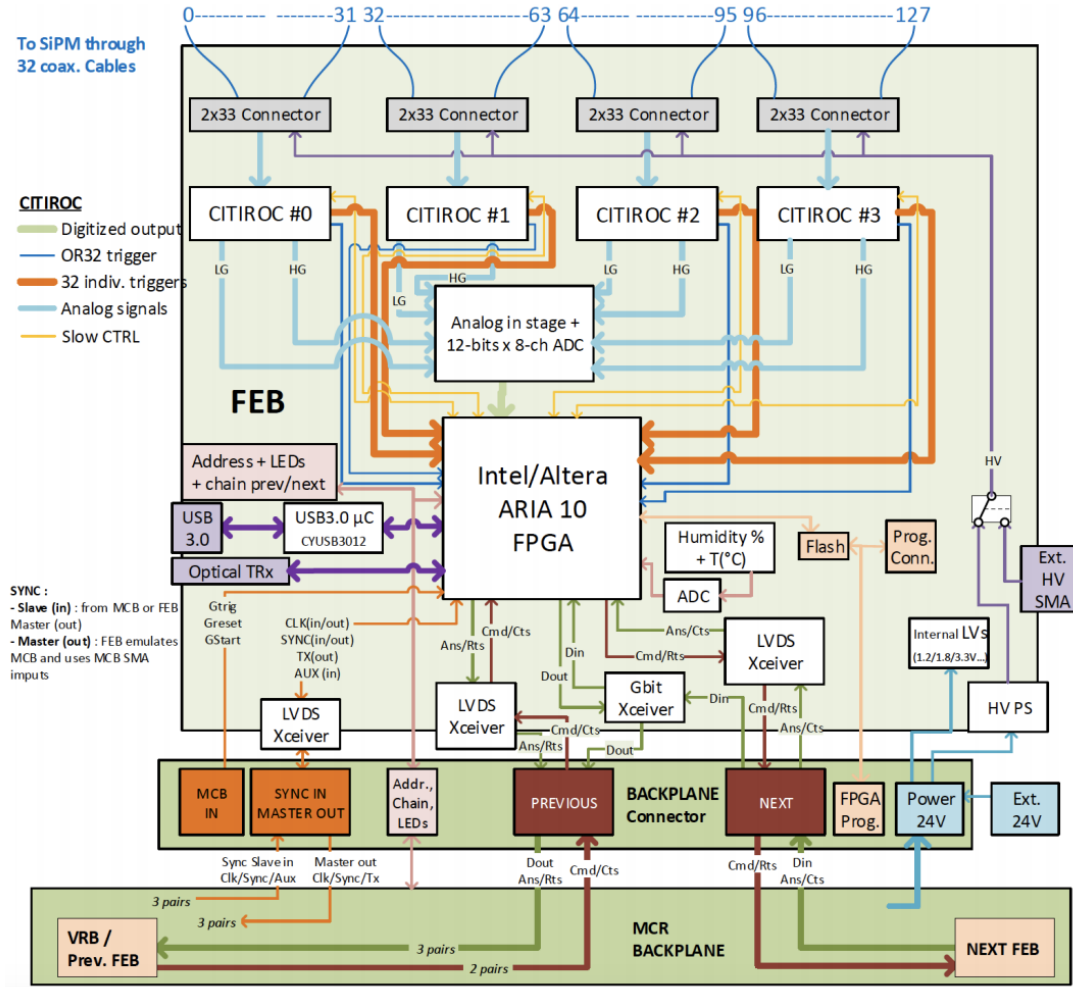 0-----------31 32--------------63 64------ --------95 96-------------127
To SiPM through
32 coax. Cables
2x33 Connector
2x33 Connector
2x33 Connector
2x33 Connector
CITIROC
Digitized output
OR32 trigger
32 indiv. triggers
Analog signals
Slow CTRL
CITIROC #0
CITIROC #1
CITIROC #2
CITIROC #3
LG
HG
LG
HG
LG
HG
LG
HG
Analog in stage +
12-bits x 8-ch ADC
FEB
HV
Address + LEDs
+ chain prev/next
Intel/Altera
ARIA 10
FPGA
USB
3.0
USB3.0 µC
CYUSB3012
Optical TRx
Humidity %
+ T(°C)
ADC
Flash
Prog.
Conn.
Ext.
HV
SMA
SYNC :
- Slave (in) : from MCB or FEB
Master (out)
- Master (out) : FEB emulates
MCB and uses MCB SMA
imputs
Gtrig
Greset
GStart
CLK(in/out)
SYNC(in/out)
TX(out)
AUX (in)
Ans/Rts
Cmd/Cts
Din
Dout
Ans/Cts
Cmd/Rts
LVDS
Xceiver
Internal LVs
(1.2/1.8/3.3V...)
LVDS
Xceiver
LVDS
Xceiver
Gbit
Xceiver
Din
Cmd/Rts
Ans/Cts
HV PS
Cmd/Cts
Ans/Rts
Dout
MCB
IN
SYNC IN
MASTER OUT
Addr.,
Chain,
LEDs
PREVIOUS
BACKPLANE
Connector
NEXT
FPGA
Prog.
Power
24V
Ext.
24V
Sync Slave in
Clk/Sync/Aux
Master out
Clk/Sync/Tx
Dout
Ans/Rts
Cmd/Cts
Cmd/Rts
Din
Ans/Cts
3 pairs
3 pairs
VRB /
Prev. FEB
3 pairs
2 pairs
MCR
BACKPLANE
NEXT FEB